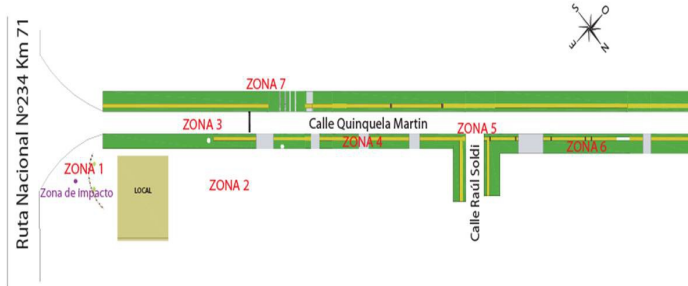 Ruta Nacional Nº234 Km 71
S
O
E
N
ZONA 7
ZONA 3
Calle Quinquela Martin
ZONA 5
ZONA 4
ZONA 6
ZONA 1
Zona de Impacto
LOCAL
ZONA 2
Calle Raúl Soldi